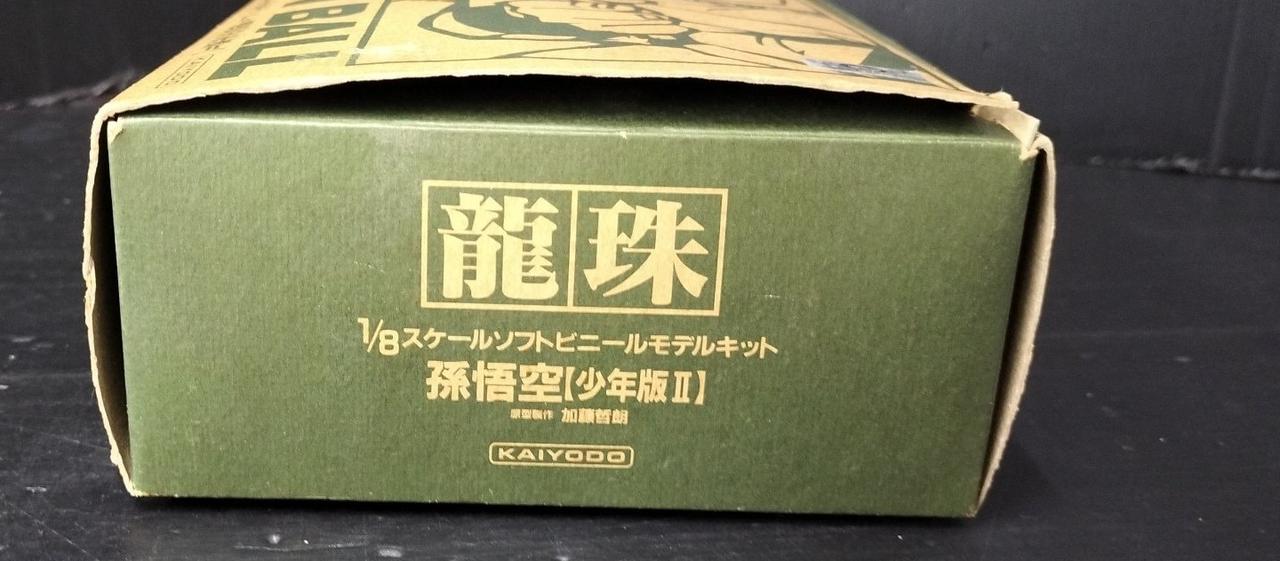 BALL
龍珠
1/8スケールソフトビニールモデルキット
孫悟空【少年版Ⅱ】
原型製作 加藤哲朗
KAIYODO